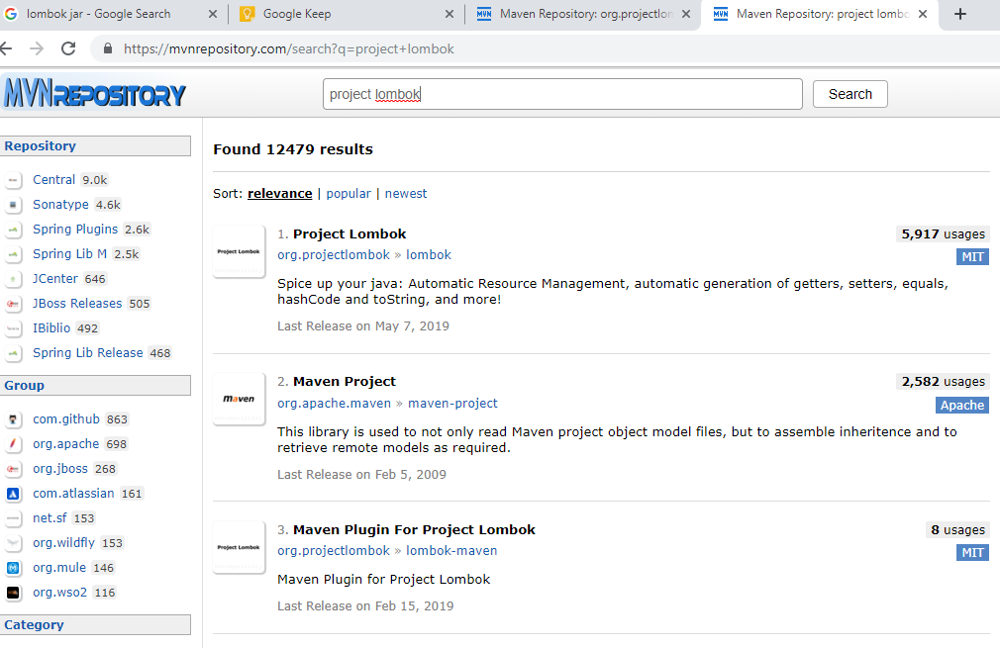 lombok jar - Google Search
Google Keep
Maven Repository: org.projectlon
Maven Repository: project lombo
https://mvnrepository.com/search?q=project+lombok
MVNREPOSITORY
project lombok
Search
Repository
Central 9.0k
Sonatype 4.6k
Spring Plugins 2.6k
Spring Lib M 2.5k
JCenter 646
JBoss Releases 505
IBiblio 492
Spring Lib Release 468
Group
com.github 863
org.apache 698
org.jboss 268
com.atlassian 161
net.sf 153
org.wildfly 153
org.mule 146
org.wso2 116
Category
Found 12479 results
Sort: relevance | popular | newest
Project Lombok
1. Project Lombok
5,917 usages
org.projectlombok » lombok
MIT
Spice up your java: Automatic Resource Management, automatic generation of getters, setters, equals,
hashCode and toString, and more!
Last Release on May 7, 2019
maven
2. Maven Project
2,582 usages
org.apache.maven » maven-project
Apache
This library is used to not only read Maven project object model files, but to assemble inheritence and to
retrieve remote models as required.
Last Release on Feb 5, 2009
Project Lombok
3. Maven Plugin For Project Lombok
8 usages
org.projectlombok » lombok-maven
MIT
Maven Plugin for Project Lombok
Last Release on Feb 15, 2019